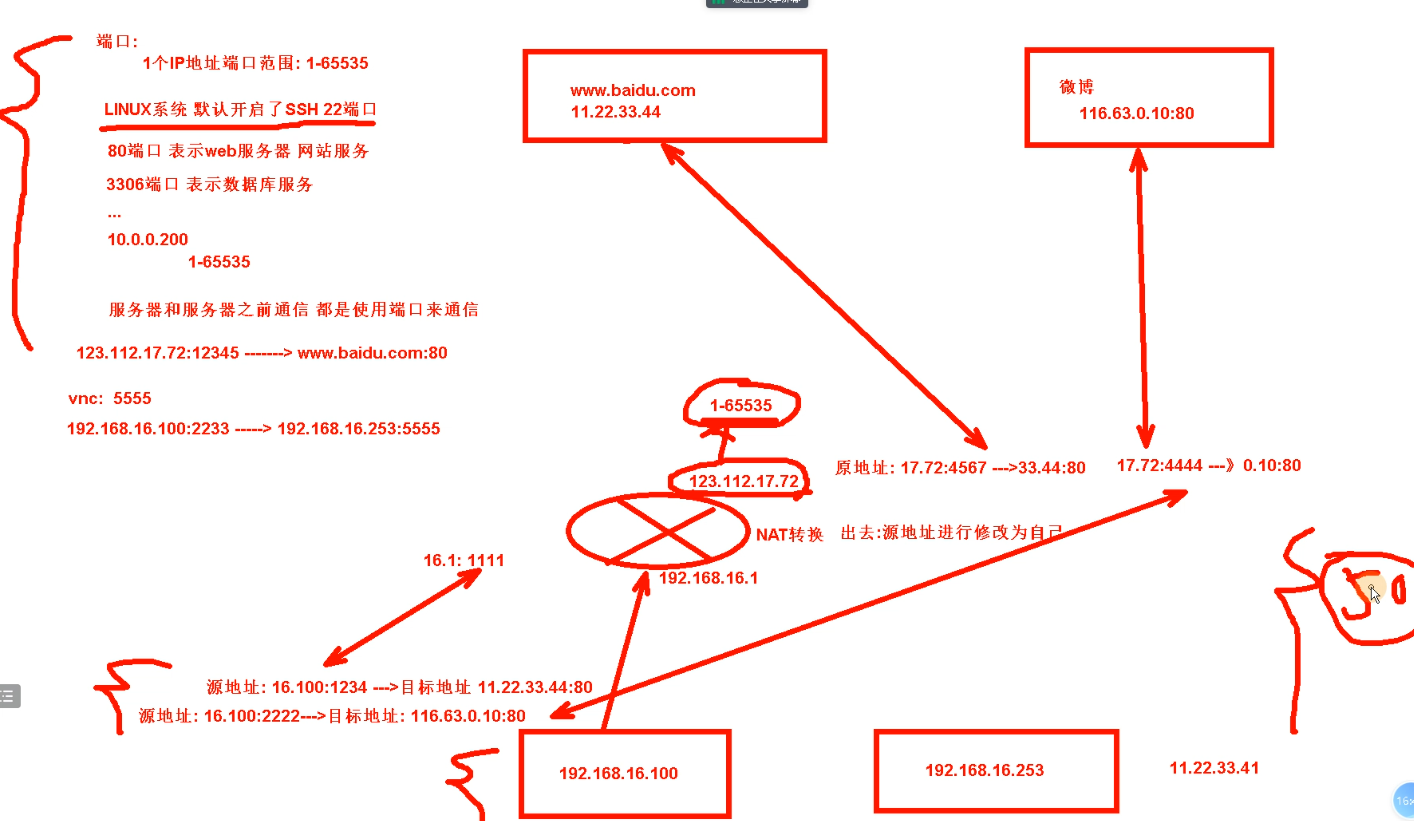 端口:
1个IP地址端口范围: 1-65535
LINUX系统 默认开启了SSH 22端口
80端口 表示web服务器 网站服务
3306端口 表示数据库服务
...
10.0.0.200
1-65535
服务器和服务器之前通信 都是使用端口来通信
123.112.17.72:12345 -------> www.baidu.com:80
vnc: 5555
192.168.16.100:2233 -----> 192.168.16.253:5555
www.baidu.com
11.22.33.44
微博
116.63.0.10:80
1-65535
123.112.17.72
原地址: 17.72:4567 --->33.44:80
17.72:4444 ---》0.10:80
NAT转换
出去:源地址进行修改为自己
16.1: 1111
192.168.16.1
源地址: 16.100:1234 --->目标地址 11.22.33.44:80
源地址: 16.100:2222--->目标地址: 116.63.0.10:80
192.168.16.100
192.168.16.253
11.22.33.41
16×